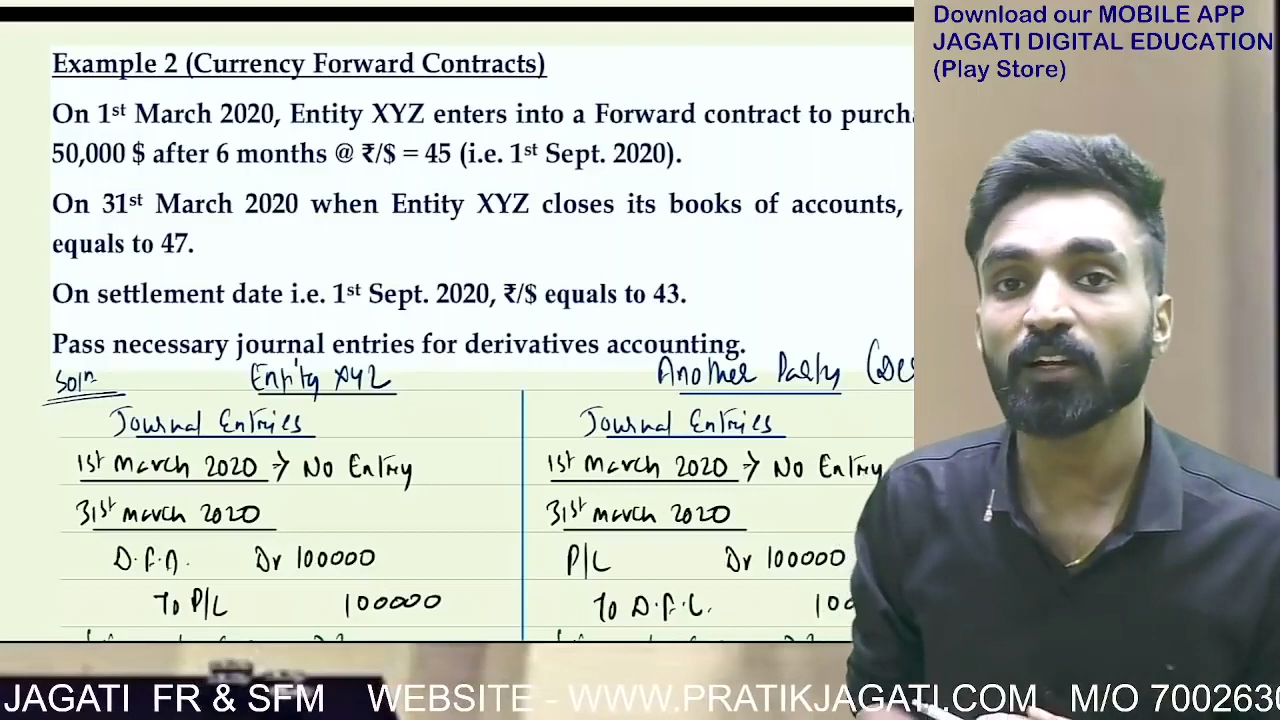 Download our MOBILE APP
JAGATI DIGITAL EDUCATION
(Play Store)
Example 2 (Currency Forward Contracts)
On 1st March 2020, Entity XYZ enters into a Forward contract to purch
50,000 $ after 6 months @ ₹/$ = 45 (i.e. 1st Sept. 2020).
On 31st March 2020 when Entity XYZ closes its books of accounts,
equals to 47.
On settlement date i.e. 1st Sept. 2020, ₹/$ equals to 43.
Pass necessary journal entries for derivatives accounting.
Soln Entity XYZ
Journal Entries
1st March 2020 → No Entry
31st March 2020
D.F.A. Dr 100000
To P/L 100000
Another Party
Journal Entries
1st March 2020 → No Entry
31st March 2020
P/L Dr 100000
To D.F.L. 100
JAGATI FR & SFM WEBSITE - WWW.PRATIKJAGATI.COM M/O 700263